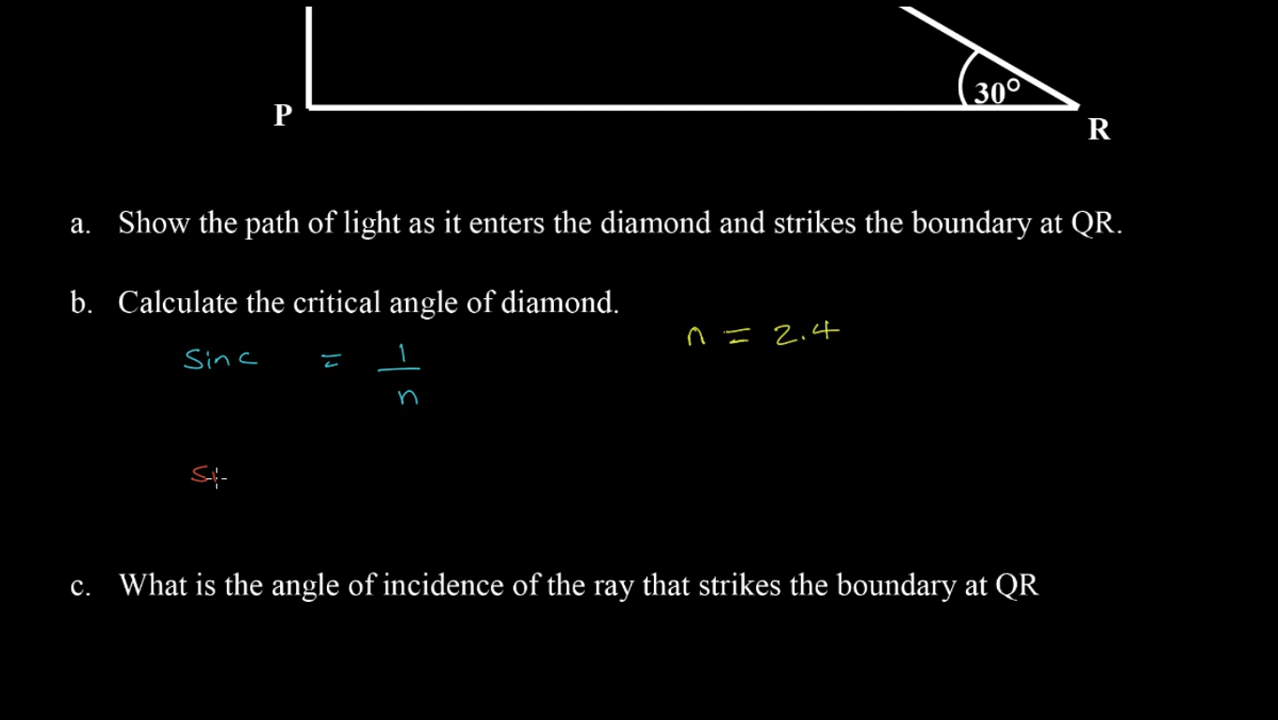 30°
P
R
a. Show the path of light as it enters the diamond and strikes the boundary at QR.
b. Calculate the critical angle of diamond.
n = 2.4
Sin c = 1/n
c. What is the angle of incidence of the ray that strikes the boundary at QR